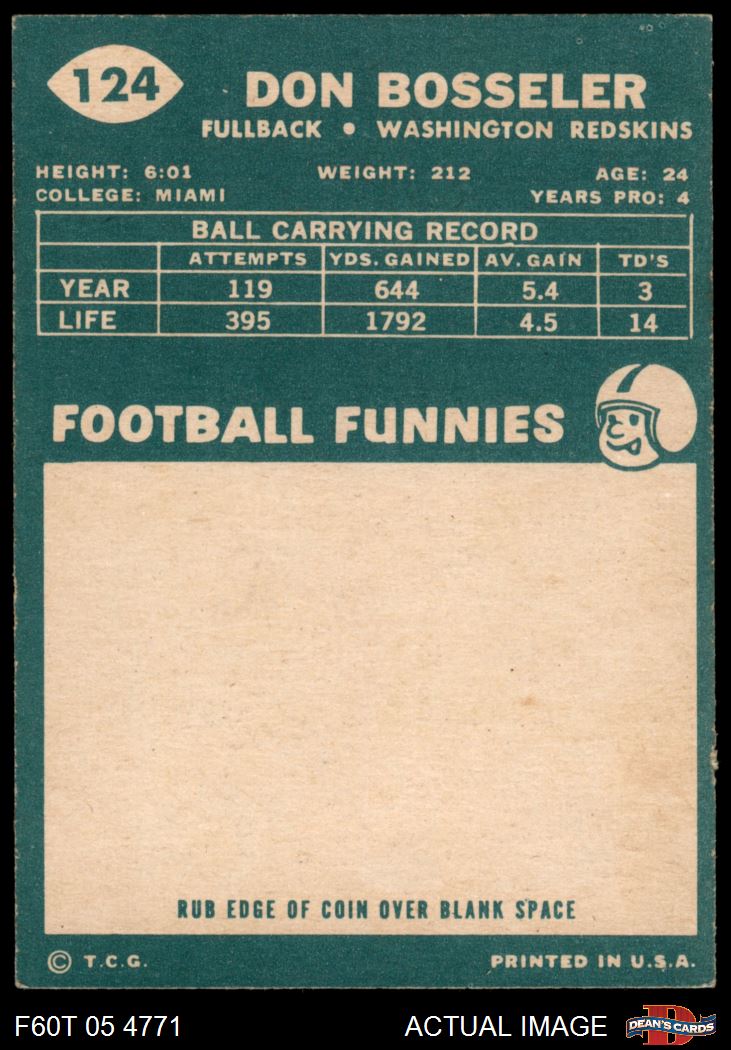 124
DON BOSSELER
FULLBACK • WASHINGTON REDSKINS
HEIGHT: 6:01 WEIGHT: 212 AGE: 24
COLLEGE: MIAMI YEARS PRO: 4
BALL CARRYING RECORD
ATTEMPTS YDS. GAINED AV. GAIN TD'S
YEAR 119 644 5.4 3
LIFE 395 1792 4.5 14
FOOTBALL FUNNIES
RUB EDGE OF COIN OVER BLANK SPACE
© T.C.G. PRINTED IN U.S.A.
F60T 05 4771 ACTUAL IMAGE D DEAN'S CARDS